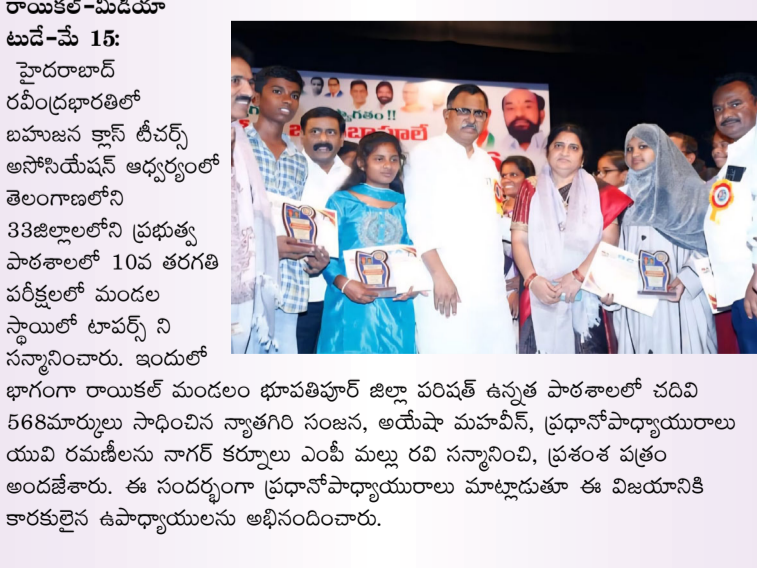 రాయికల్-మీడియా
టుడే-మే 15:
హైదరాబాద్
రవీంద్రభారతిలో
బహుజన క్లాస్ టీచర్స్
అసోసియేషన్ ఆధ్వర్యంలో
తెలంగాణలోని
33జిల్లాలలోని ప్రభుత్వ
పాఠశాలలో 10వ తరగతి
పరీక్షలలో మండల
స్థాయిలో టాపర్స్ ని
సన్మానించారు. ఇందులో
భాగంగా రాయికల్ మండలం భూపతిపూర్ జిల్లా పరిషత్ ఉన్నత పాఠశాలలో చదివి
568మార్కులు సాధించిన న్యాతగిరి సంజన, అయేషా మహవీన్, ప్రధానోపాధ్యాయురాలు
యువి రమణీలను నాగర్ కర్నూలు ఎంపీ మల్లు రవి సన్మానించి, ప్రశంశ పత్రం
అందజేశారు. ఈ సందర్భంగా ప్రధానోపాధ్యాయురాలు మాట్లాడుతూ ఈ విజయానికి
కారకులైన ఉపాధ్యాయులను అభినందించారు.